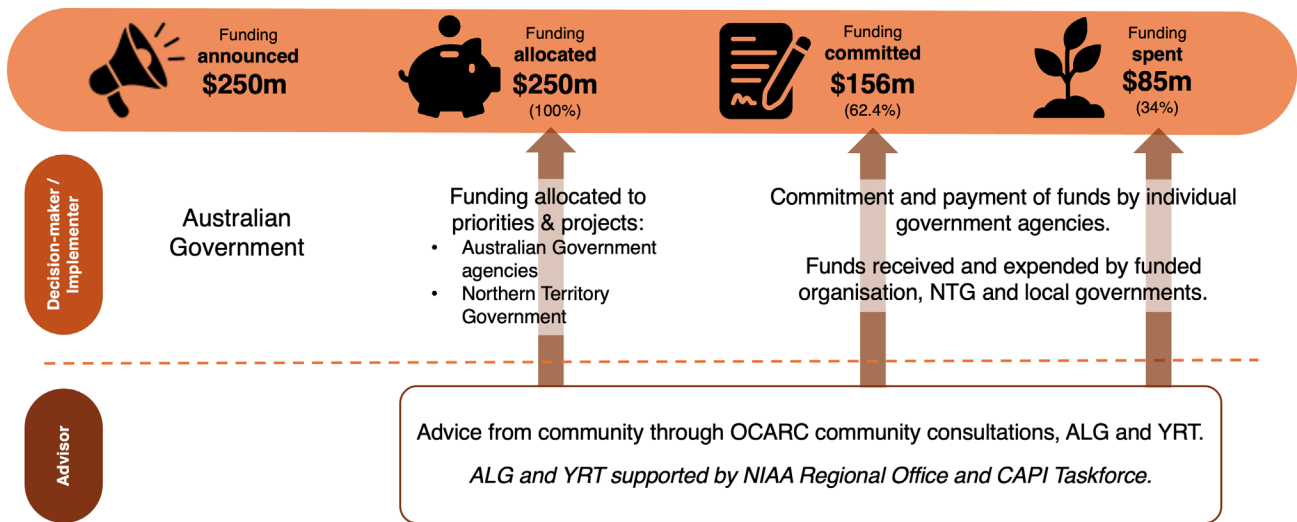 Funding
announced
$250m
Funding
allocated
$250m
(100%)
Funding
committed
$156m
(62.4%)
Funding
spent
$85m
(34%)
Decision-maker /
Implementer
Australian
Government
Funding allocated to
priorities & projects:
• Australian Government
agencies
• Northern Territory
Government
Commitment and payment of funds by individual
government agencies.
Funds received and expended by funded
organisation, NTG and local governments.
Advisor
Advice from community through OCARC community consultations, ALG and YRT.
ALG and YRT supported by NIAA Regional Office and CAPI Taskforce.